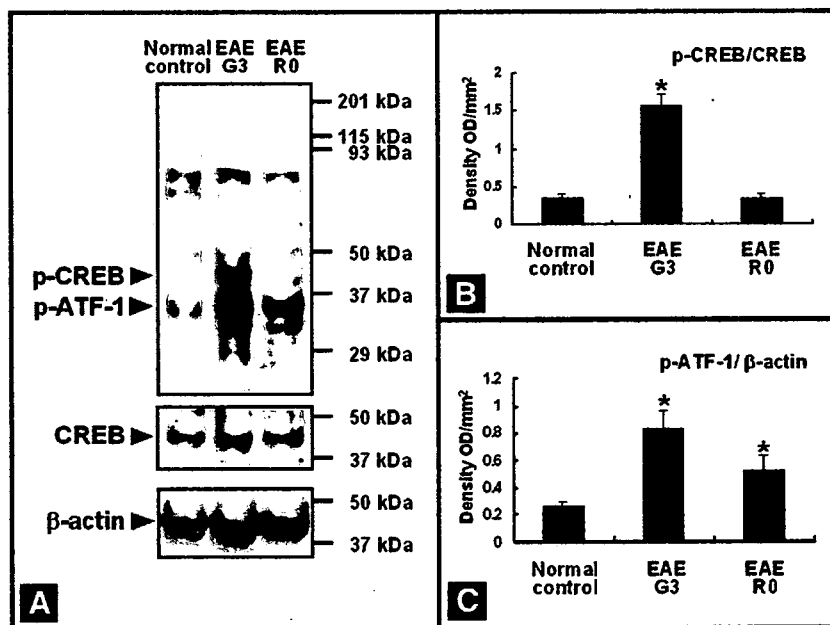 Normal control EAE G3 EAE R0
201 kDa
115 kDa
93 kDa
50 kDa
p-CREB
37 kDa
p-ATF-1
29 kDa
50 kDa
CREB
37 kDa
50 kDa
β-actin
37 kDa
A
p-CREB/CREB
Density OD/mm²
2
1.5
1
0.5
0
Normal control EAE G3 EAE R0
*
B
p-ATF-1/ β-actin
Density OD/mm²
1.2
1
0.8
0.6
0.4
0.2
0
Normal control EAE G3 EAE R0
*
*
C